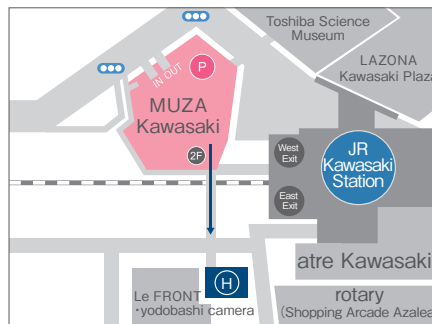 Toshiba Science
Museum
LAZONA
Kawasaki Plaza
P
IN OUT
MUZA
Kawasaki
2F
West
Exit
JR
Kawasaki
Station
East
Exit
atre Kawasaki
H
Le FRONT
・yodobashi camera
rotary
(Shopping Arcade Azalea